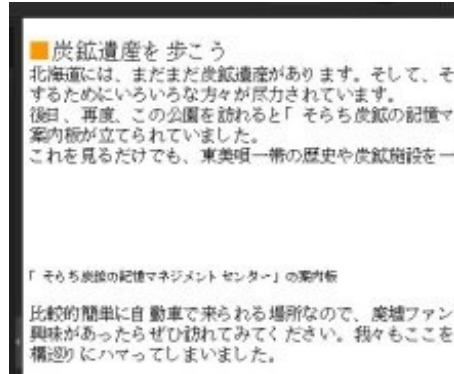 ■炭鉱遺産を歩こう
北海道には、まだまだ炭鉱遺産があります。そして、そ
するためにいろいろな方々が尽力されています。
後日、再度、この公園を訪れると「そらち炭鉱の記憶マ
案内板が立てられていました。
これを見るだけでも、東美唄一帯の歴史や炭鉱施設を一
「そらち炭鉱の記憶マネジメントセンター」の案内板
比較的簡単に自動車で来られる場所なので、廃墟ファン
興味があったらぜひ訪れてみてください。我々もここを
構巡りにハマってしまいました。